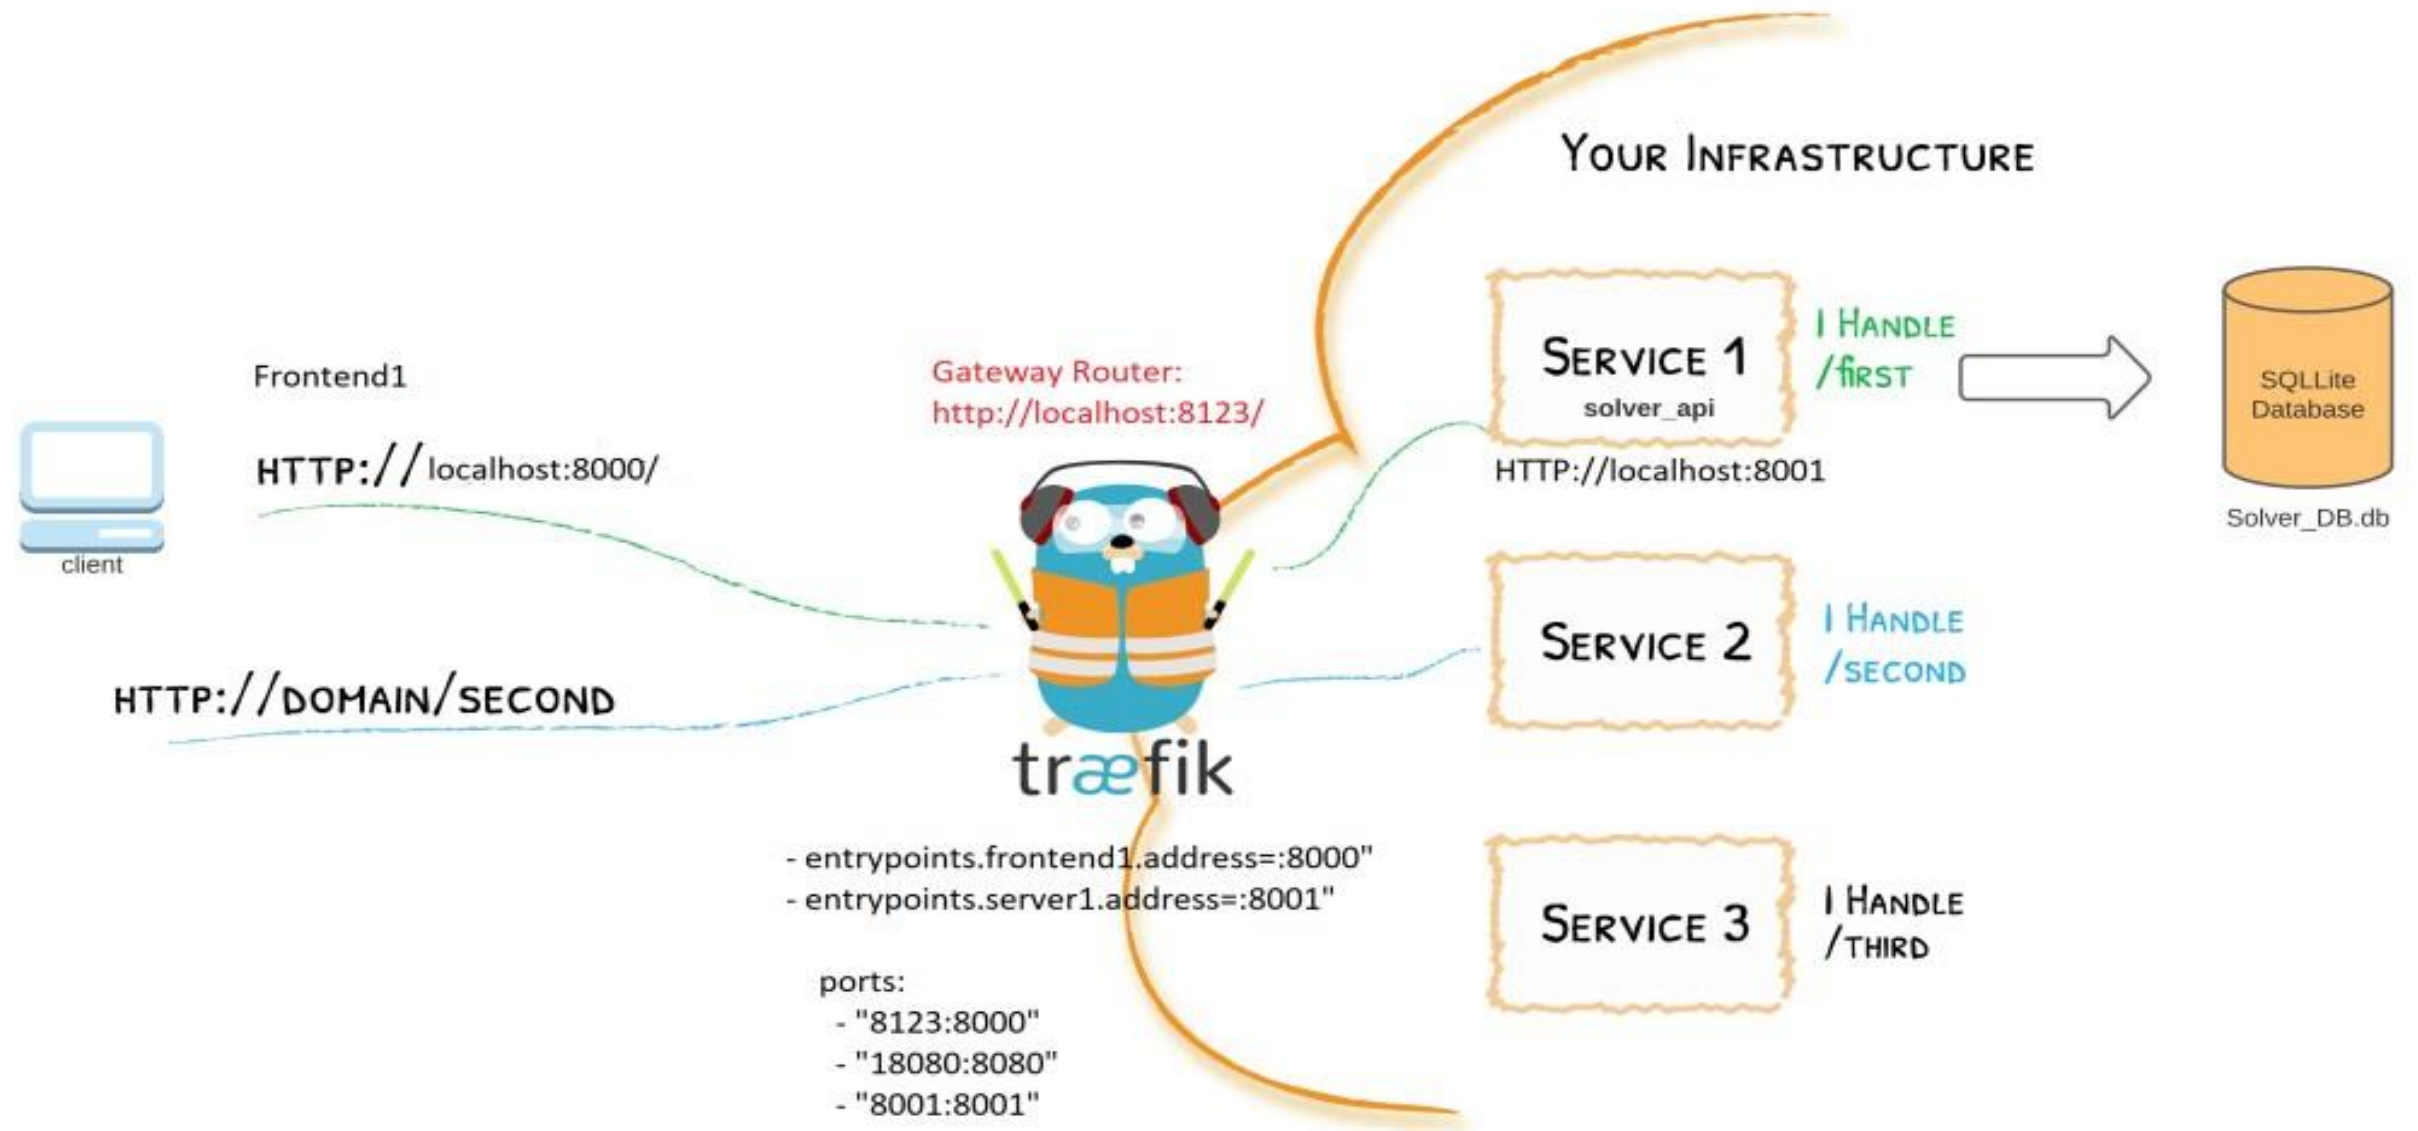 YOUR INFRASTRUCTURE
Frontend1
HTTP://localhost:8000/
client
HTTP://DOMAIN/SECOND
Gateway Router:
http://localhost:8123/
træfik
- entrypoints.frontend1.address=:8000"
- entrypoints.server1.address=:8001"
ports:
- "8123:8000"
- "18080:8080"
- "8001:8001"
SERVICE 1
solver_api
HTTP://localhost:8001
I HANDLE
/FIRST
SQLLite
Database
Solver_DB.db
SERVICE 2
I HANDLE
/SECOND
SERVICE 3
I HANDLE
/THIRD